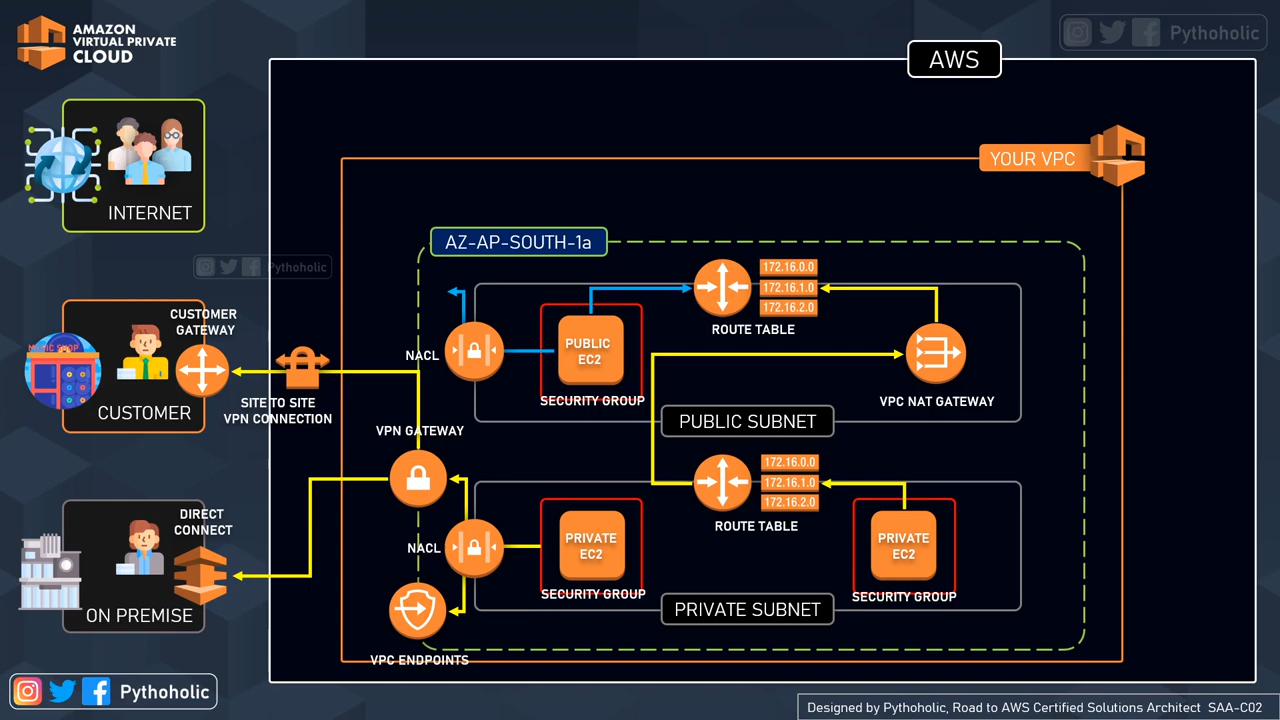 AMAZON
VIRTUAL PRIVATE
CLOUD
Pythoholic
AWS
YOUR VPC
INTERNET
AZ-AP-SOUTH-1a
Pythoholic
172.16.0.0
172.16.1.0
172.16.2.0
ROUTE TABLE
CUSTOMER
GATEWAY
MUSIC SHOP
CUSTOMER
SITE TO SITE
VPN CONNECTION
NACL
PUBLIC
EC2
SECURITY GROUP
VPC NAT GATEWAY
PUBLIC SUBNET
VPN GATEWAY
172.16.0.0
172.16.1.0
172.16.2.0
ROUTE TABLE
DIRECT
CONNECT
ON PREMISE
NACL
PRIVATE
EC2
SECURITY GROUP
PRIVATE
EC2
SECURITY GROUP
PRIVATE SUBNET
VPC ENDPOINTS
Pythoholic
Designed by Pythoholic, Road to AWS Certified Solutions Architect SAA-C02